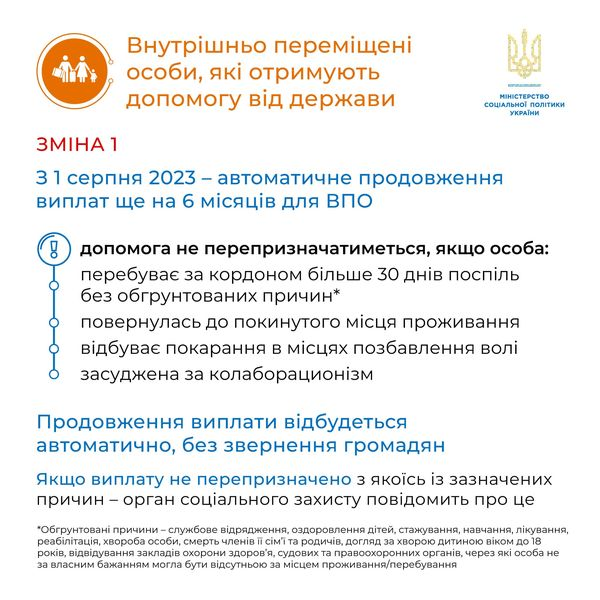 Внутрішньо переміщені
особи, які отримують
допомогу від держави
МІНІСТЕРСТВО
СОЦІАЛЬНОЇ ПОЛІТИКИ
УКРАЇНИ
ЗМІНА 1
З 1 серпня 2023 – автоматичне продовження
виплат ще на 6 місяців для ВПО
допомога не перепризначатиметься, якщо особа:
перебуває за кордоном більше 30 днів поспіль
без обгрунтованих причин*
повернулась до покинутого місця проживання
відбуває покарання в місцях позбавлення волі
засуджена за колабораціонізм
Продовження виплати відбудеться
автоматично, без звернення громадян
Якщо виплату не перепризначено з якоїсь із зазначених
причин – орган соціального захисту повідомить про це
*Обгрунтовані причини – службове відрядження, оздоровлення дітей, стажування, навчання, лікування,
реабілітація, хвороба особи, смерть членів її сім’ї та родичів, догляд за хворою дитиною віком до 18
років, відвідування закладів охорони здоров’я, судових та правоохоронних органів, через які особа не
за власним бажанням могла бути відсутньою за місцем проживання/перебування